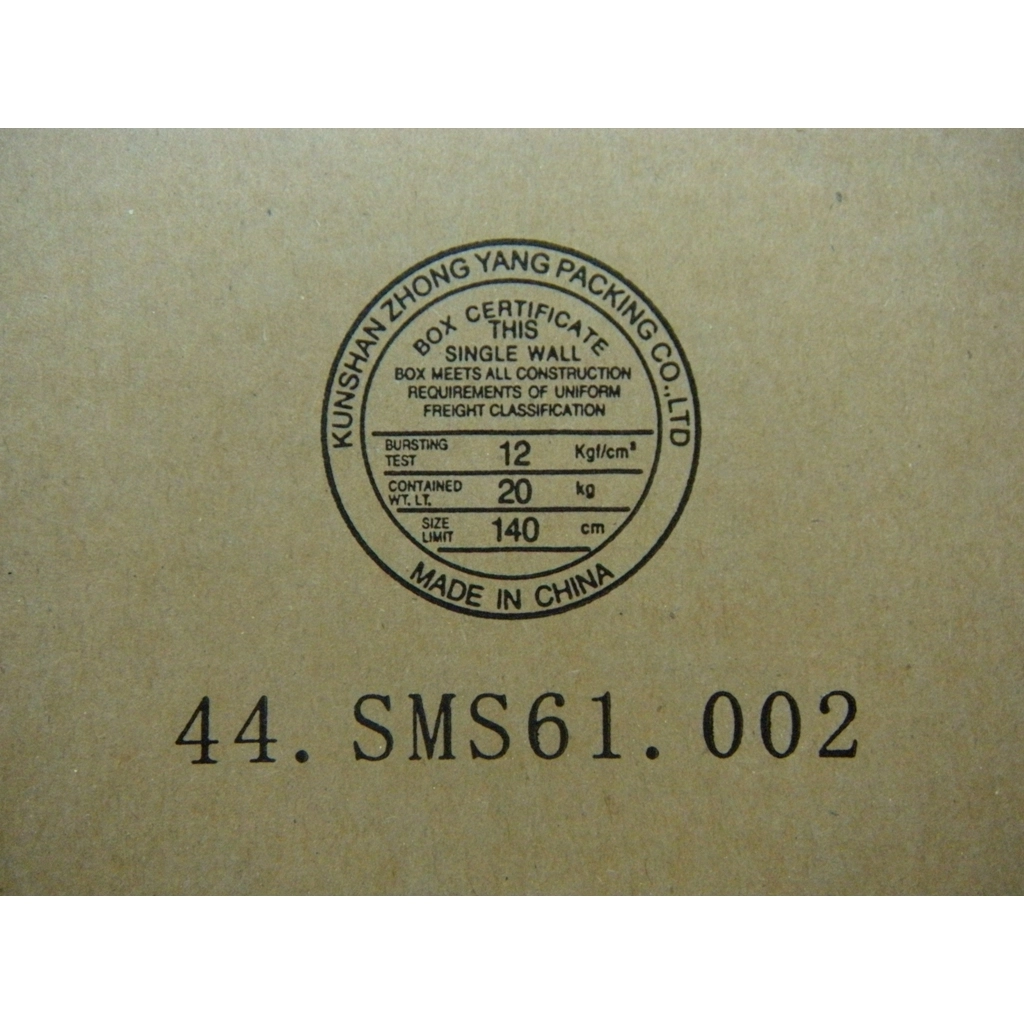 KUNSHAN ZHONG YANG PACKING CO.,LTD
BOX CERTIFICATE
THIS
SINGLE WALL
BOX MEETS ALL CONSTRUCTION
REQUIREMENTS OF UNIFORM
FREIGHT CLASSIFICATION
BURSTING TEST 12 Kgf/cm²
CONTAINED WT. LT. 20 kg
SIZE LIMIT 140 cm
MADE IN CHINA
44.SMS61.002